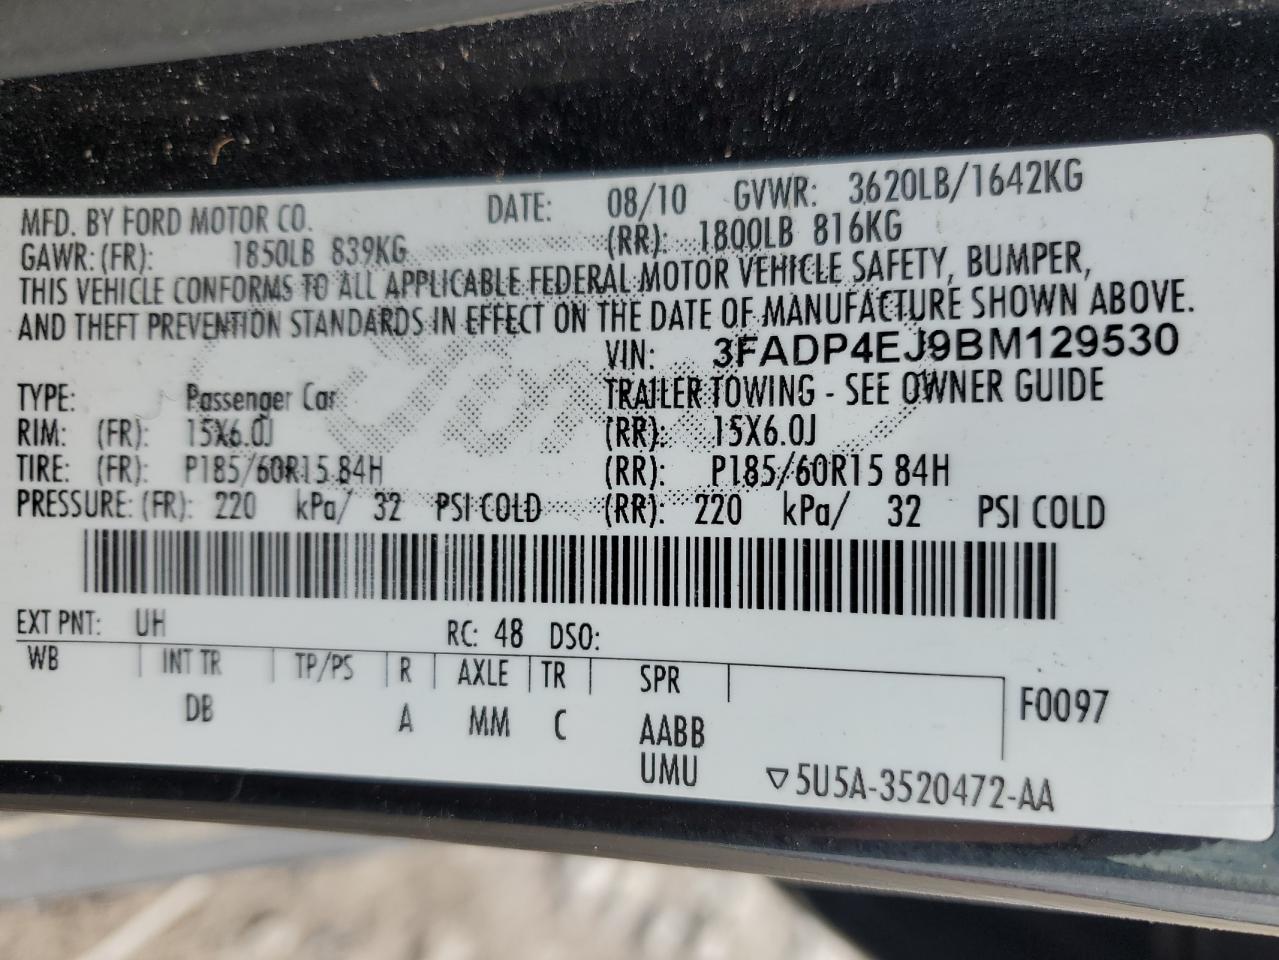 MFD. BY FORD MOTOR CO. DATE: 08/10 GVWR: 3620LB/1642KG
GAWR: (FR): 1850LB 839KG (RR): 1800LB 816KG
THIS VEHICLE CONFORMS TO ALL APPLICABLE FEDERAL MOTOR VEHICLE SAFETY, BUMPER,
AND THEFT PREVENTION STANDARDS IN EFFECT ON THE DATE OF MANUFACTURE SHOWN ABOVE.
VIN: 3FADP4EJ9BM129530
TYPE: Passenger Car TRAILER TOWING - SEE OWNER GUIDE
RIM: (FR): 15X6.0J (RR): 15X6.0J
TIRE: (FR): P185/60R15 84H (RR): P185/60R15 84H
PRESSURE: (FR): 220 kPa/ 32 PSI COLD (RR): 220 kPa/ 32 PSI COLD
EXT PNT: UH RC: 48 DSO:
WB INT TR TP/PS R AXLE TR SPR F0097
DB A MM C AABB
UMU ▽5U5A-3520472-AA